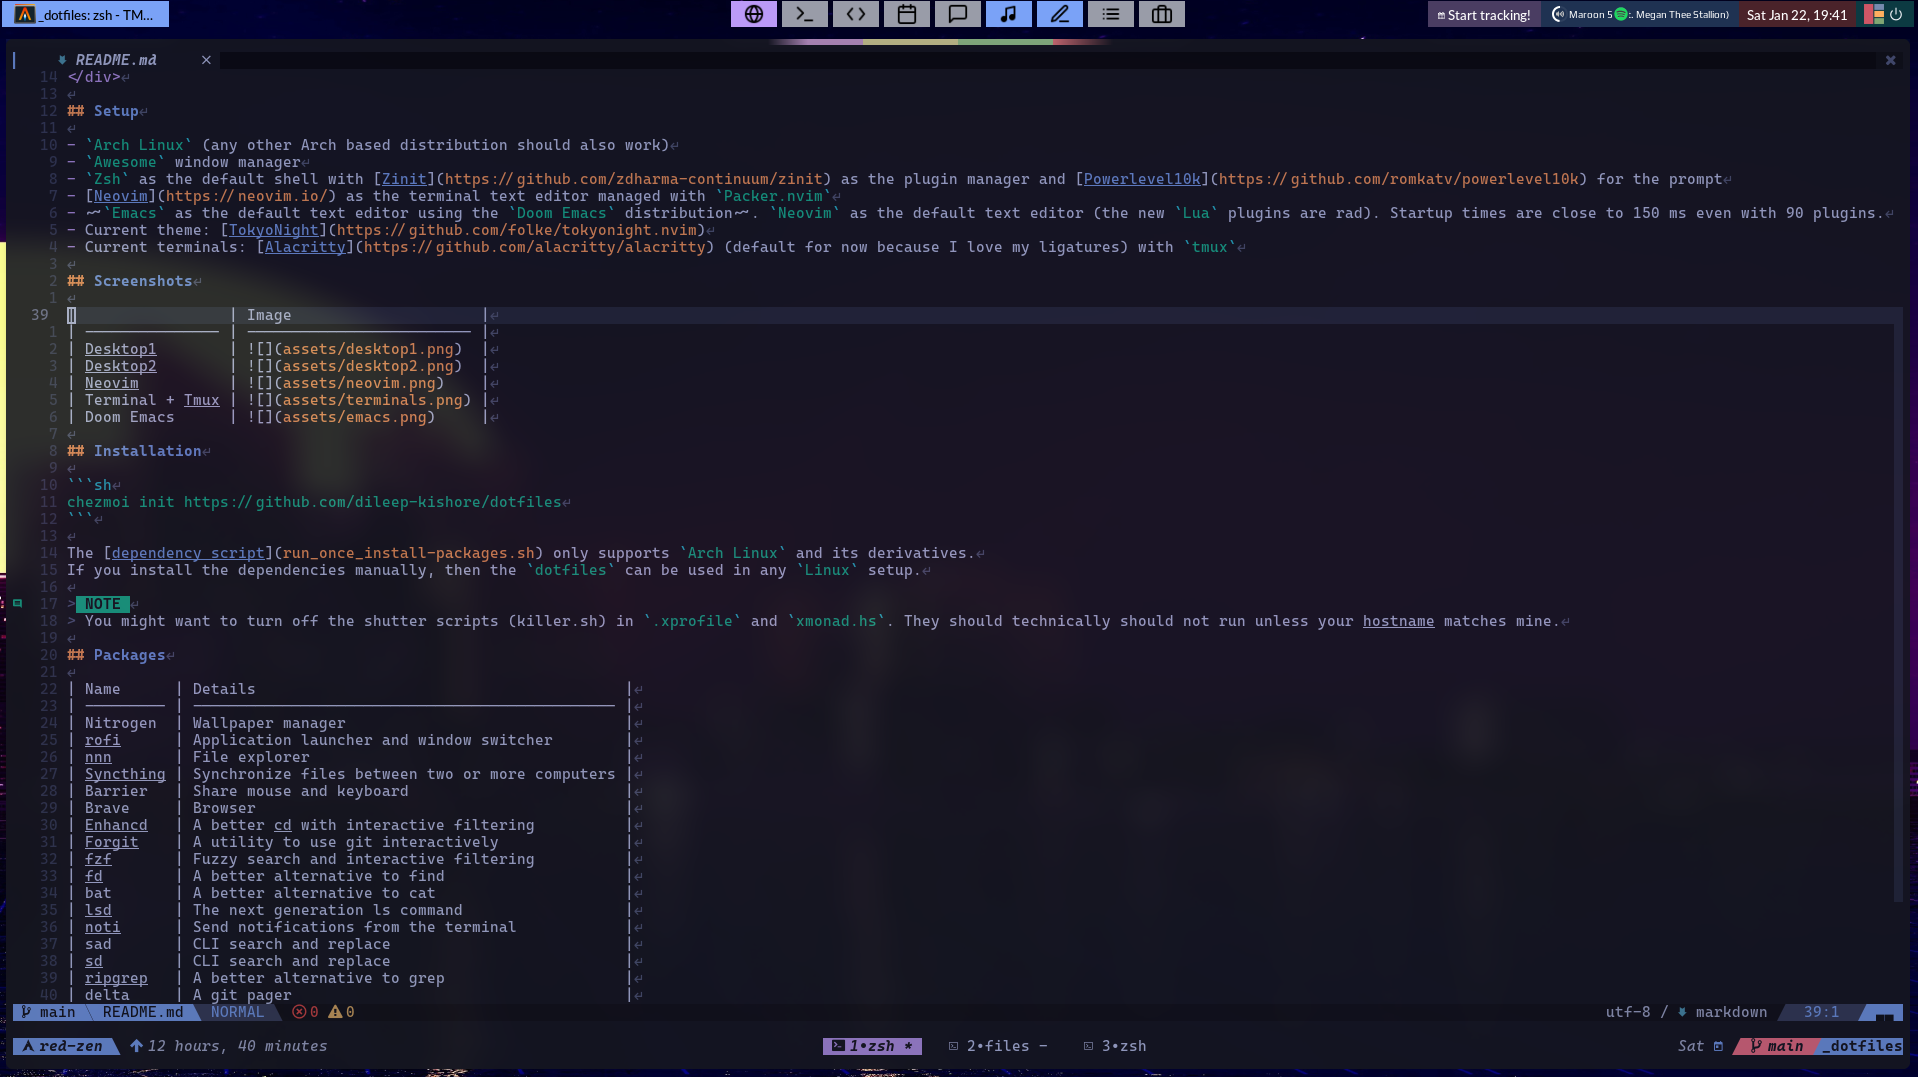 _dotfiles: zsh - TM...
Start tracking!
Maroon 5
:. Megan Thee Stallion)
Sat Jan 22, 19:41
README.md ×
14 </div>↵
13 ↵
12 ## Setup↵
11 ↵
10 - `Arch Linux` (any other Arch based distribution should also work)↵
9 - `Awesome` window manager↵
8 - `Zsh` as the default shell with [Zinit](https://github.com/zdharma-continuum/zinit) as the plugin manager and [Powerlevel10k](https://github.com/romkatv/powerlevel10k) for the prompt↵
7 - [Neovim](https://neovim.io/) as the terminal text editor managed with `Packer.nvim`↵
6 - ~~`Emacs` as the default text editor using the `Doom Emacs` distribution~~. `Neovim` as the default text editor (the new `Lua` plugins are rad). Startup times are close to 150 ms even with 90 plugins.↵
5 - Current theme: [TokyoNight](https://github.com/folke/tokyonight.nvim)↵
4 - Current terminals: [Alacritty](https://github.com/alacritty/alacritty) (default for now because I love my ligatures) with `tmux`↵
3 ↵
2 ## Screenshots↵
1 ↵
39 | | Image |↵
1 | --------------- | ------------------------- |↵
2 | Desktop1 | ![](assets/desktop1.png) |↵
3 | Desktop2 | ![](assets/desktop2.png) |↵
4 | Neovim | ![](assets/neovim.png) |↵
5 | Terminal + Tmux | ![](assets/terminals.png) |↵
6 | Doom Emacs | ![](assets/emacs.png) |↵
7 ↵
8 ## Installation↵
9 ↵
10 ```sh↵
11 chezmoi init https://github.com/dileep-kishore/dotfiles↵
12 ```↵
13 ↵
14 The [dependency script](run_once_install-packages.sh) only supports `Arch Linux` and its derivatives.↵
15 If you install the dependencies manually, then the `dotfiles` can be used in any `Linux` setup.↵
16 ↵
17 > NOTE ↵
18 > You might want to turn off the shutter scripts (killer.sh) in `.xprofile` and `xmonad.hs`. They should technically should not run unless your hostname matches mine.↵
19 ↵
20 ## Packages↵
21 ↵
22 | Name | Details |↵
23 | --------- | ----------------------------------------------- |↵
24 | Nitrogen | Wallpaper manager |↵
25 | rofi | Application launcher and window switcher |↵
26 | nnn | File explorer |↵
27 | Syncthing | Synchronize files between two or more computers |↵
28 | Barrier | Share mouse and keyboard |↵
29 | Brave | Browser |↵
30 | Enhancd | A better cd with interactive filtering |↵
31 | Forgit | A utility to use git interactively |↵
32 | fzf | Fuzzy search and interactive filtering |↵
33 | fd | A better alternative to find |↵
34 | bat | A better alternative to cat |↵
35 | lsd | The next generation ls command |↵
36 | noti | Send notifications from the terminal |↵
37 | sad | CLI search and replace |↵
38 | sd | CLI search and replace |↵
39 | ripgrep | A better alternative to grep |↵
40 | delta | A git pager |↵
main README.md NORMAL 0 0 utf-8 / markdown 39:1
red-zen 12 hours, 40 minutes 1•zsh * 2•files - 3•zsh Sat main _dotfiles